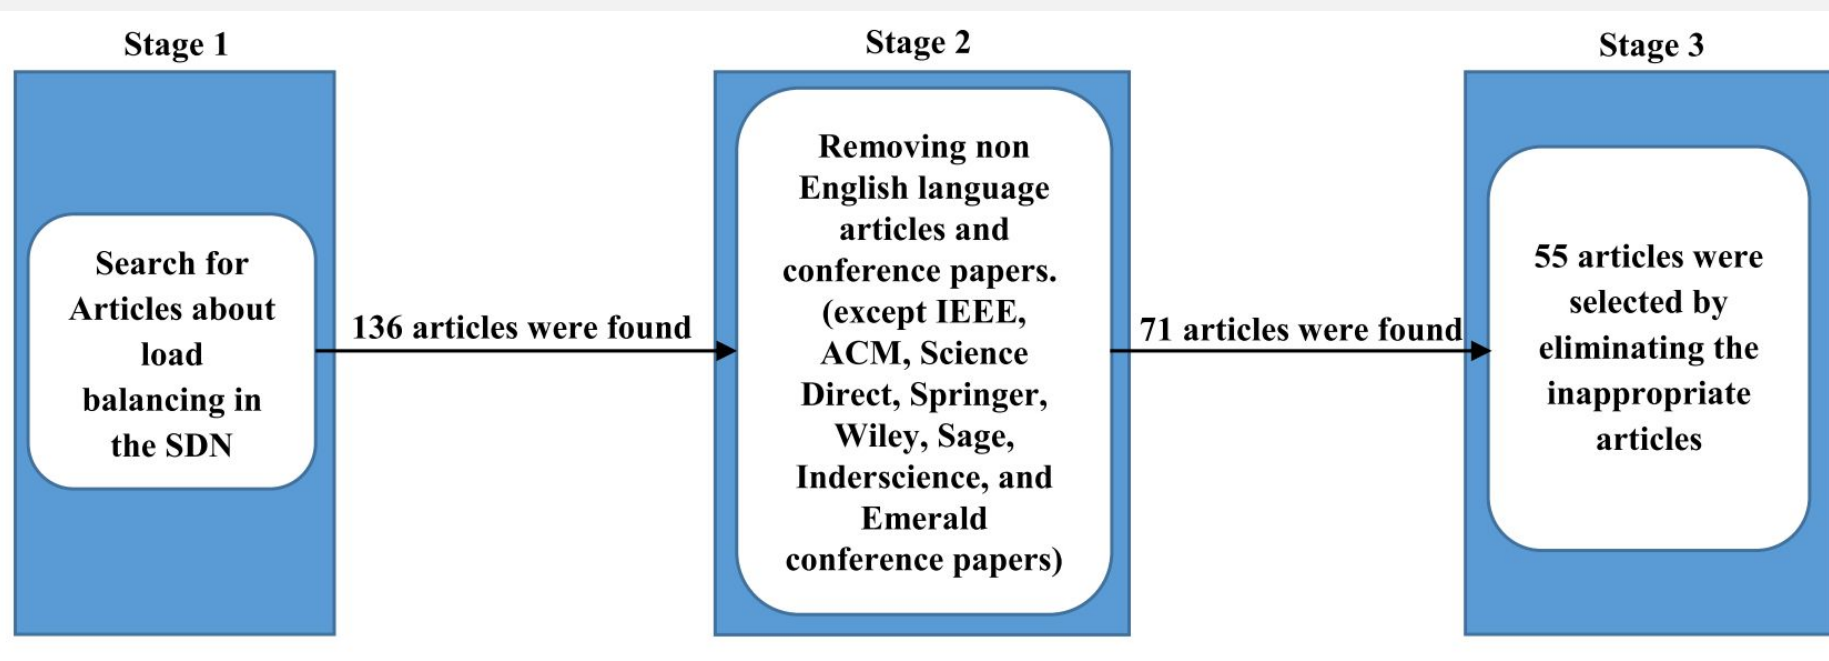 Stage 1
Search for
Articles about
load
balancing in
the SDN
136 articles were found
Stage 2
Removing non
English language
articles and
conference papers.
(except IEEE,
ACM, Science
Direct, Springer,
Wiley, Sage,
Inderscience, and
Emerald
conference papers)
71 articles were found
Stage 3
55 articles were
selected by
eliminating the
inappropriate
articles